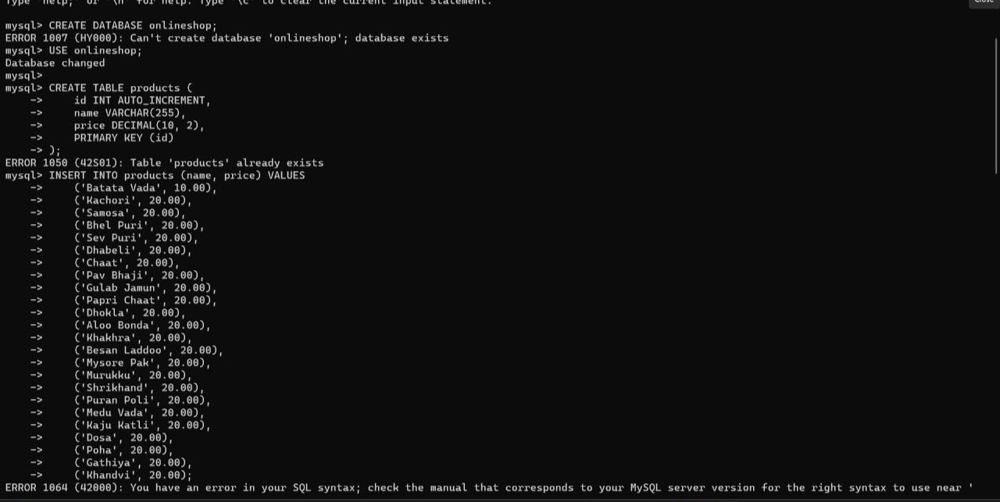 Type 'help;' or '\h' for help. Type '\c' to clear the current input statement.
Close
mysql> CREATE DATABASE onlineshop;
ERROR 1007 (HY000): Can't create database 'onlineshop'; database exists
mysql> USE onlineshop;
Database changed
mysql>
mysql> CREATE TABLE products (
    ->     id INT AUTO_INCREMENT,
    ->     name VARCHAR(255),
    ->     price DECIMAL(10, 2),
    ->     PRIMARY KEY (id)
    -> );
ERROR 1050 (42S01): Table 'products' already exists
mysql> INSERT INTO products (name, price) VALUES
    ->     ('Batata Vada', 10.00),
    ->     ('Kachori', 20.00),
    ->     ('Samosa', 20.00),
    ->     ('Bhel Puri', 20.00),
    ->     ('Sev Puri', 20.00),
    ->     ('Dhabeli', 20.00),
    ->     ('Chaat', 20.00),
    ->     ('Pav Bhaji', 20.00),
    ->     ('Gulab Jamun', 20.00),
    ->     ('Papri Chaat', 20.00),
    ->     ('Dhokla', 20.00),
    ->     ('Aloo Bonda', 20.00),
    ->     ('Khakhra', 20.00),
    ->     ('Besan Laddoo', 20.00),
    ->     ('Mysore Pak', 20.00),
    ->     ('Murukku', 20.00),
    ->     ('Shrikhand', 20.00),
    ->     ('Puran Poli', 20.00),
    ->     ('Medu Vada', 20.00),
    ->     ('Kaju Katli', 20.00),
    ->     ('Dosa', 20.00),
    ->     ('Poha', 20.00),
    ->     ('Gathiya', 20.00),
    ->     ('Khandvi', 20.00);
ERROR 1064 (42000): You have an error in your SQL syntax; check the manual that corresponds to your MySQL server version for the right syntax to use near '